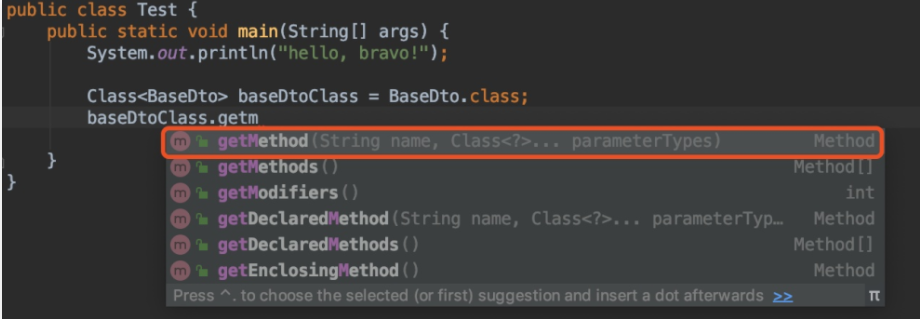 public class Test {
public static void main(String[] args) {
System.out.println("hello, bravo!");
Class<BaseDto> baseDtoClass = BaseDto.class;
baseDtoClass.getm
m getMethod(String name, Class<?>... parameterTypes) Method
m getMethods() Method[]
m getModifiers() int
m getDeclaredMethod(String name, Class<?>... parameterTyp… Method
m getDeclaredMethods() Method[]
m getEnclosingMethod() Method
Press ^. to choose the selected (or first) suggestion and insert a dot afterwards >> π
}
}